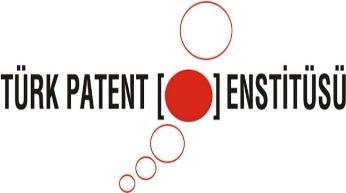 TÜRK PATENT [ ] ENSTİTÜSÜ